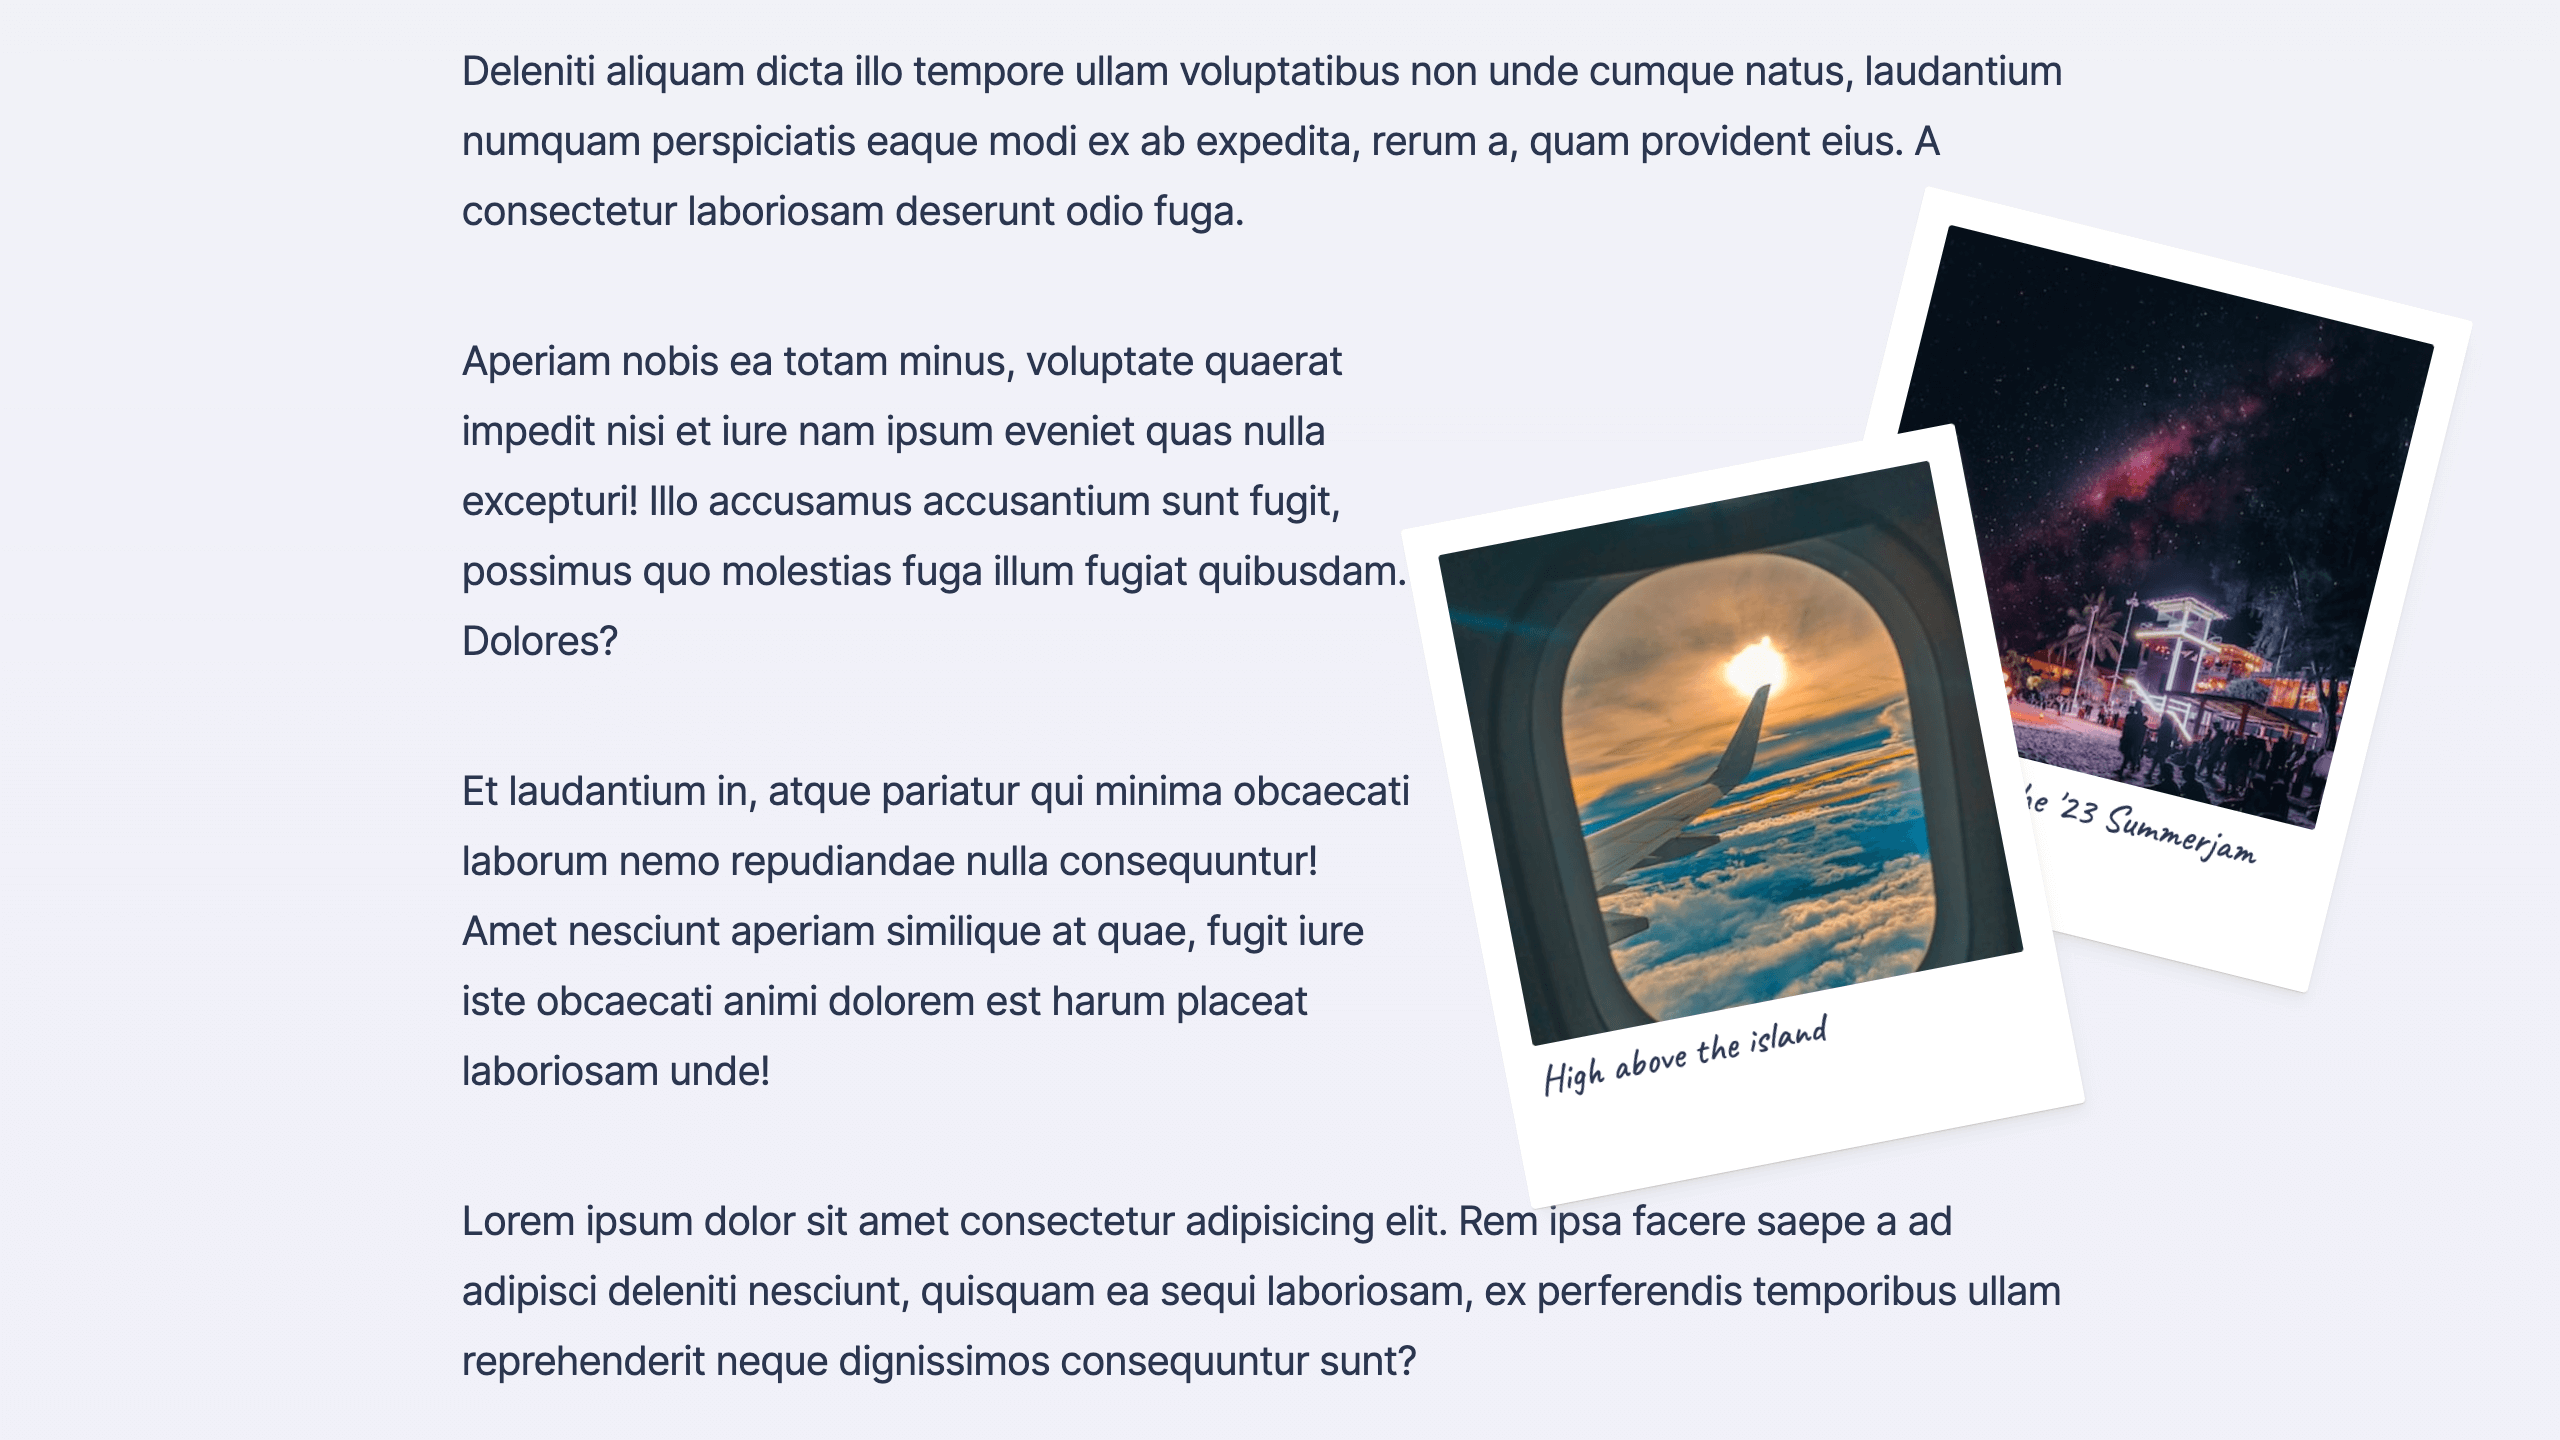 Deleniti aliquam dicta illo tempore ullam voluptatibus non unde cumque natus, laudantium
numquam perspiciatis eaque modi ex ab expedita, rerum a, quam provident eius. A
consectetur laboriosam deserunt odio fuga.
Aperiam nobis ea totam minus, voluptate quaerat
impedit nisi et iure nam ipsum eveniet quas nulla
excepturi! Illo accusamus accusantium sunt fugit,
possimus quo molestias fuga illum fugiat quibusdam.
Dolores?
Et laudantium in, atque pariatur qui minima obcaecati
laborum nemo repudiandae nulla consequuntur!
Amet nesciunt aperiam similique at quae, fugit iure
iste obcaecati animi dolorem est harum placeat
laboriosam unde!
'23 Summerjam
High above the island
Lorem ipsum dolor sit amet consectetur adipisicing elit. Rem ipsa facere saepe a ad
adipisci deleniti nesciunt, quisquam ea sequi laboriosam, ex perferendis temporibus ullam
reprehenderit neque dignissimos consequuntur sunt?